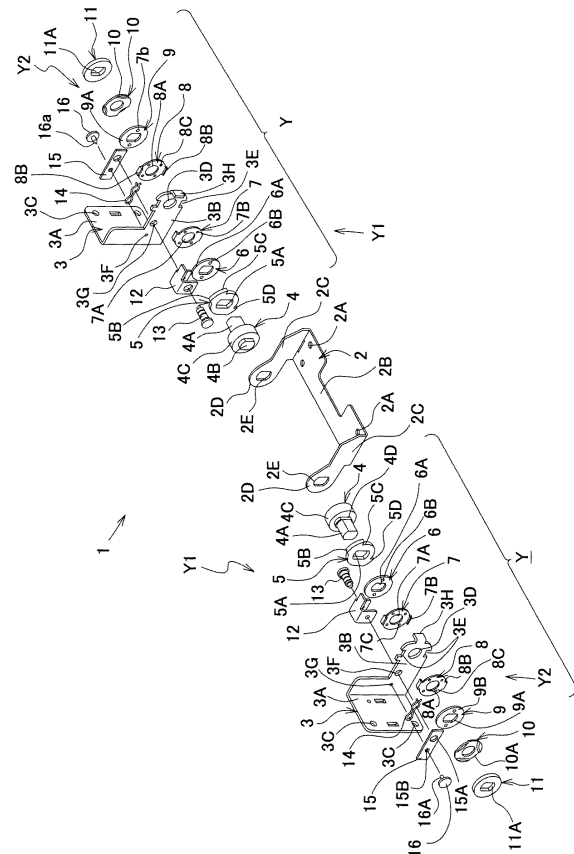 11
11A
10
10
Y2
7b
9
9A
16
16a
8A
8
8C
8B
15
8B
14
3D
3H
3E
3C
3A
3
3B
7
7B
6A
3F
3G
7A
6B
6
5C
5A
12
5B
5
5D
13
4A
4
4C
4B
Y
Y1
2C
2A
2
2B
2D
2E
2A
2C
2E
2D
1
4
4D
4C
4A
6A
5C
5D
5B
5
6B
6
7A
7
13
Y1
5A
12
7C
7B
3H
3D
3B
3E
3F
3G
3A
3
8
8B
8C
8A
3C
14
3C
9
9B
9A
Y
Y2
10
10A
15
15B
15A
16A
16
11
11A